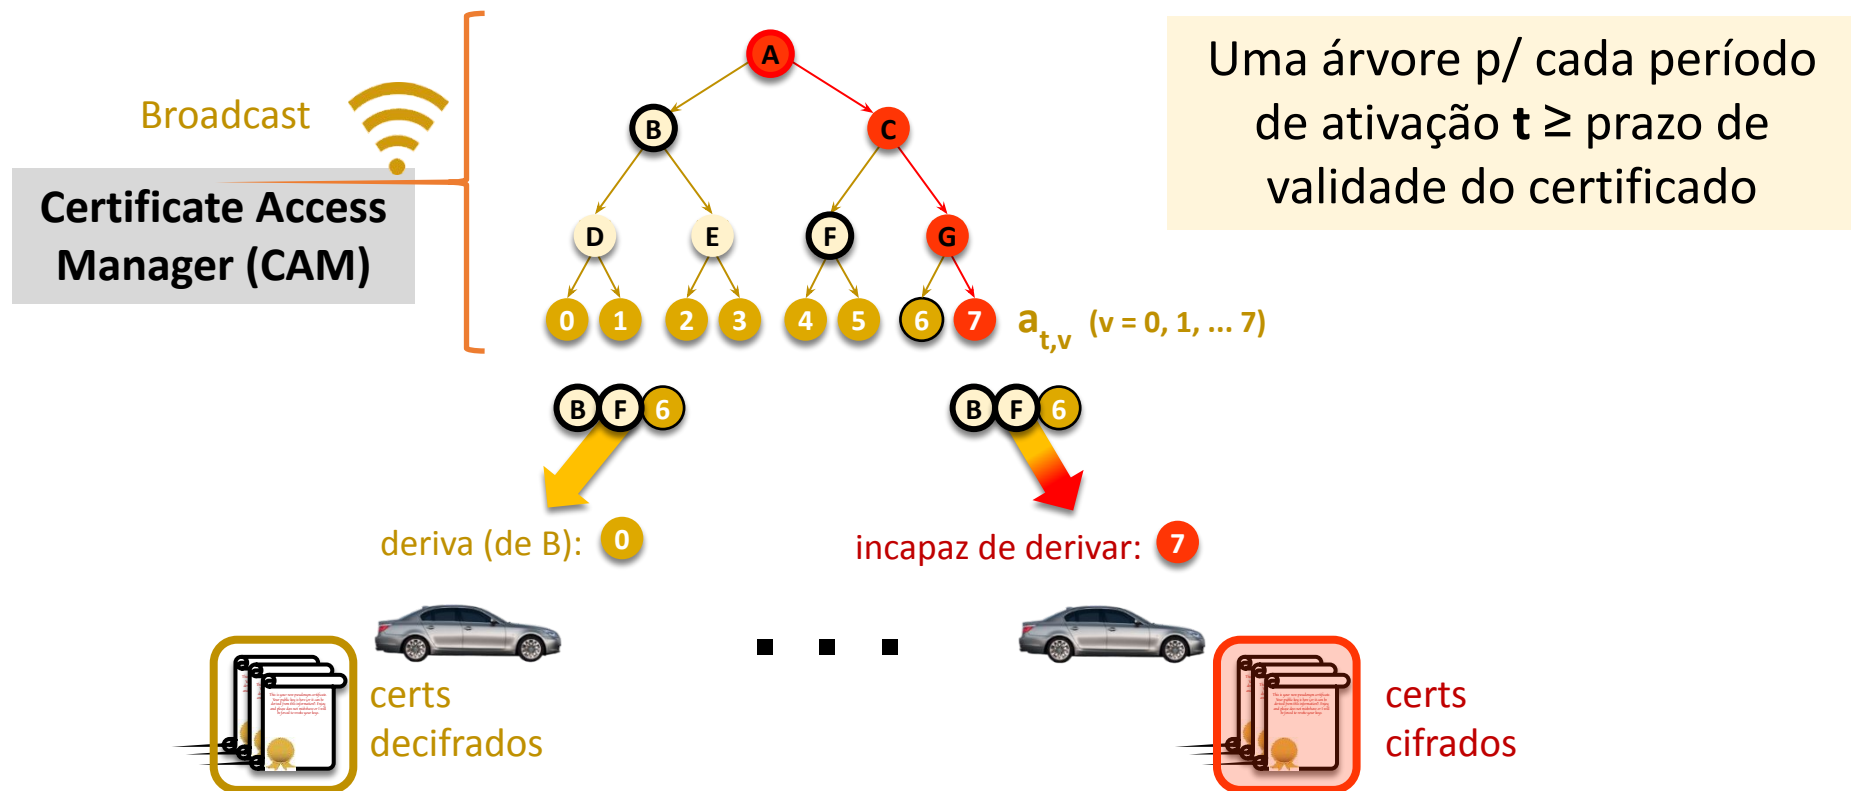 Broadcast
Certificate Access
Manager (CAM)
A
B
C
D
E
F
G
0
1
2
3
4
5
6
7
a t,v (v = 0, 1, ... 7)
Uma árvore p/ cada período
de ativação t ≥ prazo de
validade do certificado
B F 6
B F 6
deriva (de B): 0
incapaz de derivar: 7
certs
decifrados
certs
cifrados